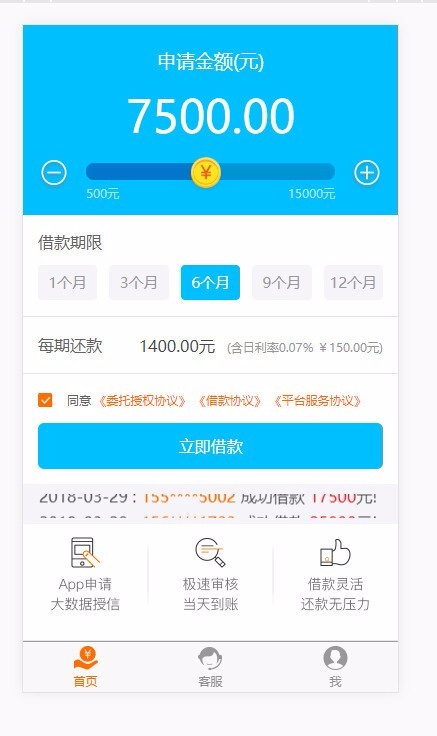 申请金额(元)
7500.00
500元 15000元
借款期限
1个月 3个月 6个月 9个月 12个月
每期还款 1400.00元 (含日利率0.07% ￥150.00元)
同意 《委托授权协议》 《借款协议》 《平台服务协议》
立即借款
2018-03-29：155****5002 成功借款 17500元!
App申请 极速审核 借款灵活
大数据授信 当天到账 还款无压力
首页 客服 我